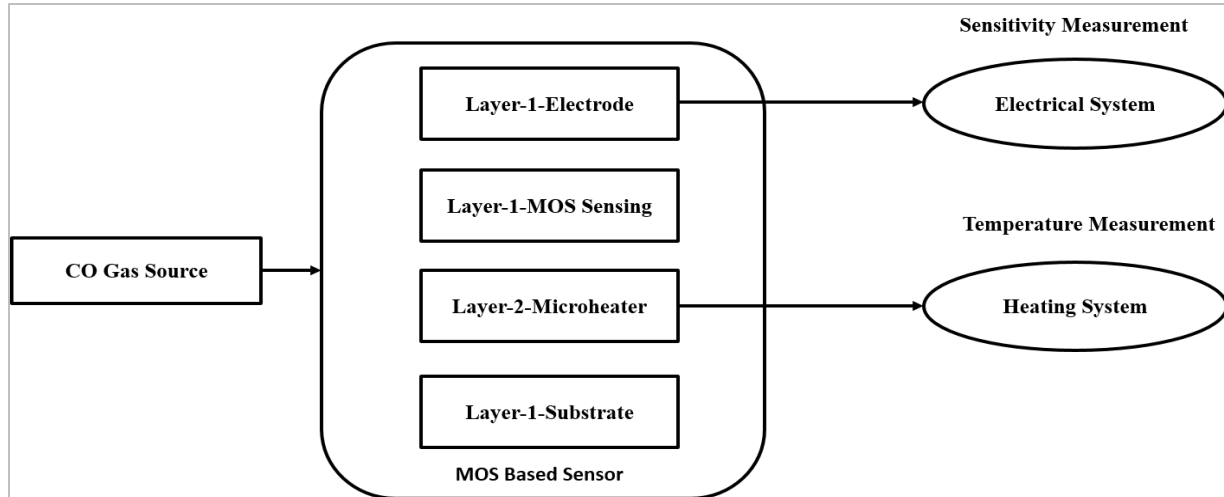 Sensitivity Measurement
Layer-1-Electrode
Electrical System
Layer-1-MOS Sensing
Temperature Measurement
CO Gas Source
Layer-2-Microheater
Heating System
Layer-1-Substrate
MOS Based Sensor